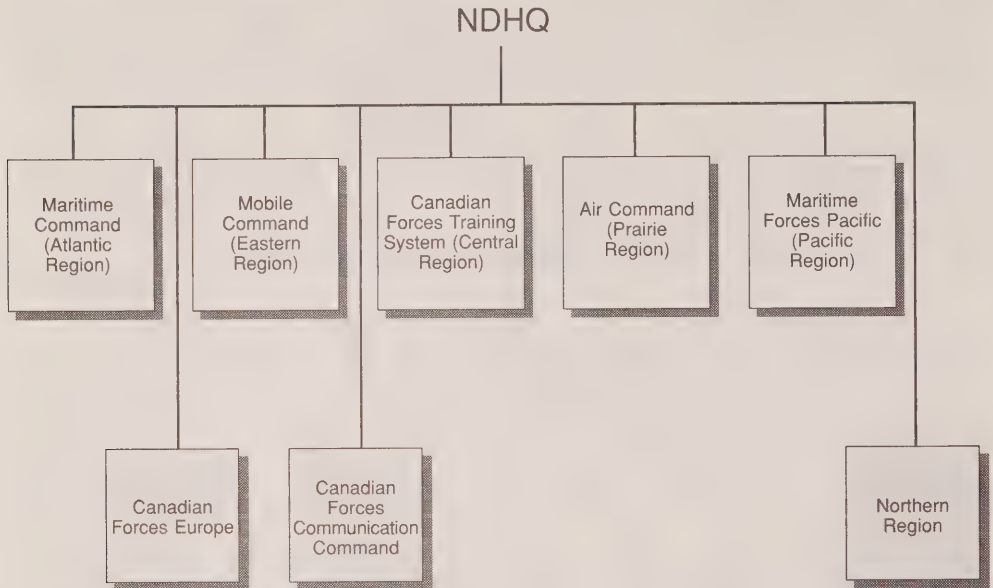 NDHQ
Maritime
Command
(Atlantic
Region)
Mobile
Command
(Eastern
Region)
Canadian
Forces Training
System (Central
Region)
Air Command
(Prairie
Region)
Maritime
Forces Pacific
(Pacific
Region)
Canadian
Forces Europe
Canadian
Forces
Communication
Command
Northern
Region